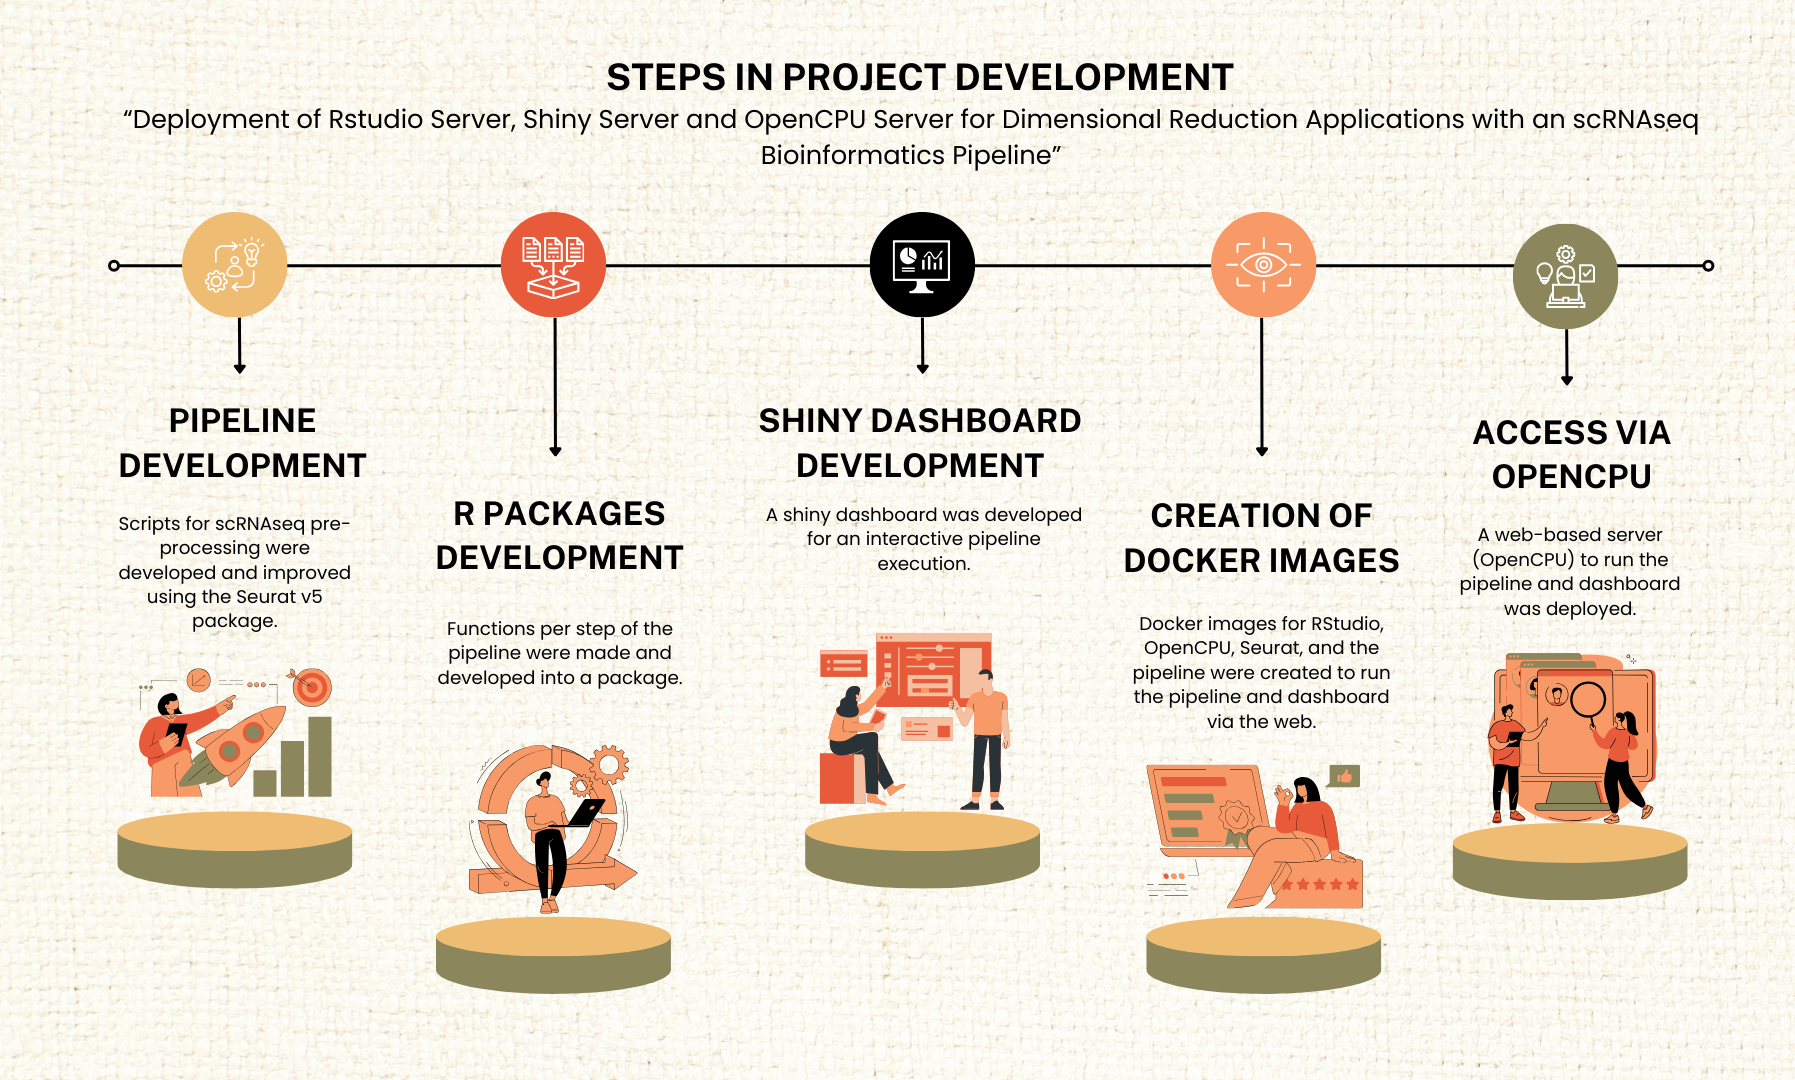 STEPS IN PROJECT DEVELOPMENT
“Deployment of Rstudio Server, Shiny Server and OpenCPU Server for Dimensional Reduction Applications with an scRNAseq
Bioinformatics Pipeline”
PIPELINE
DEVELOPMENT
Scripts for scRNAseq pre-
processing were
developed and improved
using the Seurat v5
package.
R PACKAGES
DEVELOPMENT
Functions per step of the
pipeline were made and
developed into a package.
SHINY DASHBOARD
DEVELOPMENT
A shiny dashboard was developed
for an interactive pipeline
execution.
CREATION OF
DOCKER IMAGES
Docker images for RStudio,
OpenCPU, Seurat, and the
pipeline were created to run
the pipeline and dashboard
via the web.
ACCESS VIA
OPENCPU
A web-based server
(OpenCPU) to run the
pipeline and dashboard
was deployed.